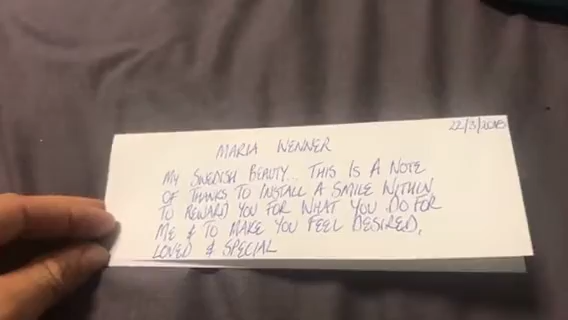 22/3/2018
MARIA WENNER
MY SWEDISH BEAUTY.. THIS IS A NOTE
OF THANKS TO INSTALL A SMILE WITHIN
TO REWARD YOU FOR WHAT YOU DO FOR
ME & TO MAKE YOU FEEL DESIRED,
LOVED & SPECIAL